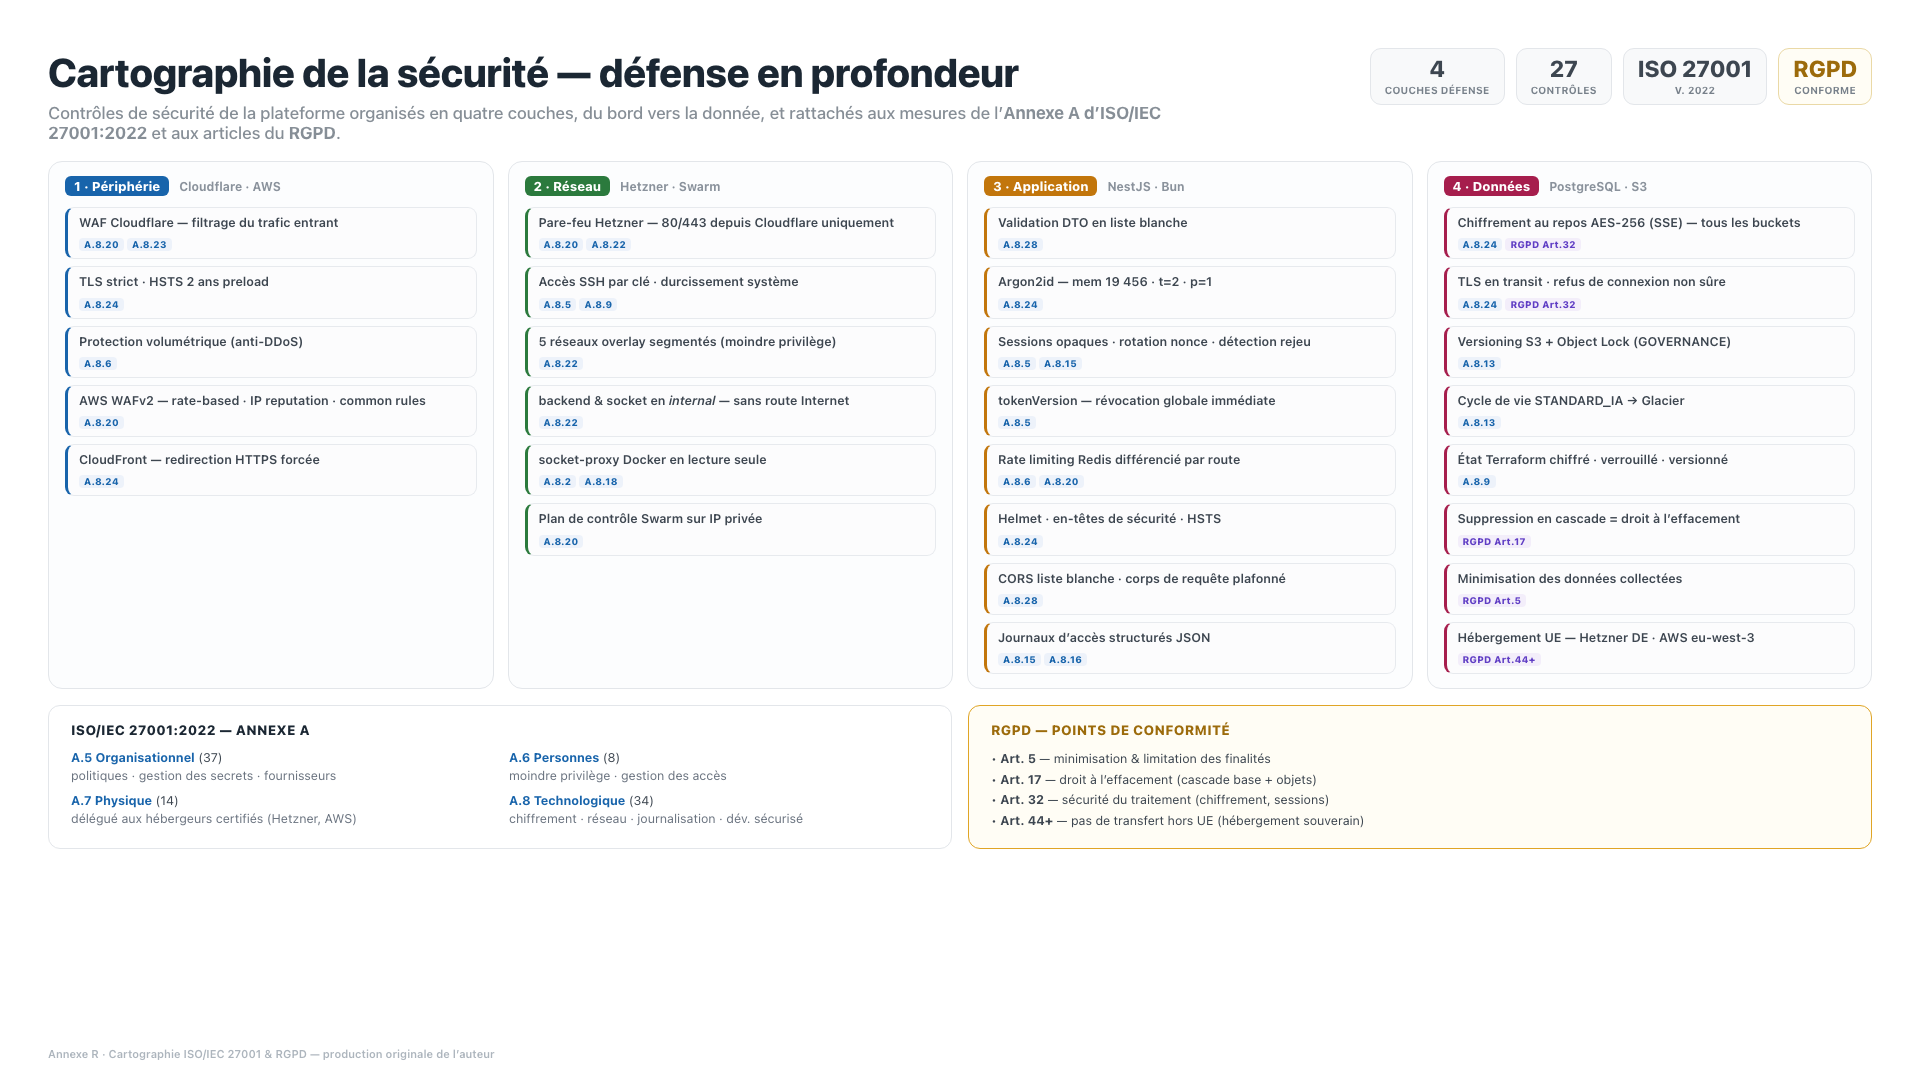 Cartographie de la sécurité — défense en profondeur
Contrôles de sécurité de la plateforme organisés en quatre couches, du bord vers la donnée, et rattachés aux mesures de l’Annexe A d’ISO/IEC
27001:2022 et aux articles du RGPD.
4
COUCHES DÉFENSE
27
CONTRÔLES
ISO 27001
V. 2022
RGPD
CONFORME
1 · Périphérie Cloudflare · AWS
WAF Cloudflare — filtrage du trafic entrant
A.8.20 A.8.23
TLS strict · HSTS 2 ans preload
A.8.24
Protection volumétrique (anti-DDoS)
A.8.6
AWS WAFv2 — rate-based · IP reputation · common rules
A.8.20
CloudFront — redirection HTTPS forcée
A.8.24
2 · Réseau Hetzner · Swarm
Pare-feu Hetzner — 80/443 depuis Cloudflare uniquement
A.8.20 A.8.22
Accès SSH par clé · durcissement système
A.8.5 A.8.9
5 réseaux overlay segmentés (moindre privilège)
A.8.22
backend & socket en internal — sans route Internet
A.8.22
socket-proxy Docker en lecture seule
A.8.2 A.8.18
Plan de contrôle Swarm sur IP privée
A.8.20
3 · Application NestJS · Bun
Validation DTO en liste blanche
A.8.28
Argon2id — mem 19 456 · t=2 · p=1
A.8.24
Sessions opaques · rotation nonce · détection rejeu
A.8.5 A.8.15
tokenVersion — révocation globale immédiate
A.8.5
Rate limiting Redis différencié par route
A.8.6 A.8.20
Helmet · en-têtes de sécurité · HSTS
A.8.24
CORS liste blanche · corps de requête plafonné
A.8.28
Journaux d’accès structurés JSON
A.8.15 A.8.16
4 · Données PostgreSQL · S3
Chiffrement au repos AES-256 (SSE) — tous les buckets
A.8.24 RGPD Art.32
TLS en transit · refus de connexion non sûre
A.8.24 RGPD Art.32
Versioning S3 + Object Lock (GOVERNANCE)
A.8.13
Cycle de vie STANDARD_IA → Glacier
A.8.13
État Terraform chiffré · verrouillé · versionné
A.8.9
Suppression en cascade = droit à l’effacement
RGPD Art.17
Minimisation des données collectées
RGPD Art.5
Hébergement UE — Hetzner DE · AWS eu-west-3
RGPD Art.44+
ISO/IEC 27001:2022 — ANNEXE A
A.5 Organisationnel (37)
politiques · gestion des secrets · fournisseurs
A.6 Personnes (8)
moindre privilège · gestion des accès
A.7 Physique (14)
délégué aux hébergeurs certifiés (Hetzner, AWS)
A.8 Technologique (34)
chiffrement · réseau · journalisation · dév. sécurisé
RGPD — POINTS DE CONFORMITÉ
· Art. 5 — minimisation & limitation des finalités
· Art. 17 — droit à l’effacement (cascade base + objets)
· Art. 32 — sécurité du traitement (chiffrement, sessions)
· Art. 44+ — pas de transfert hors UE (hébergement souverain)
Annexe R · Cartographie ISO/IEC 27001 & RGPD — production originale de l’auteur